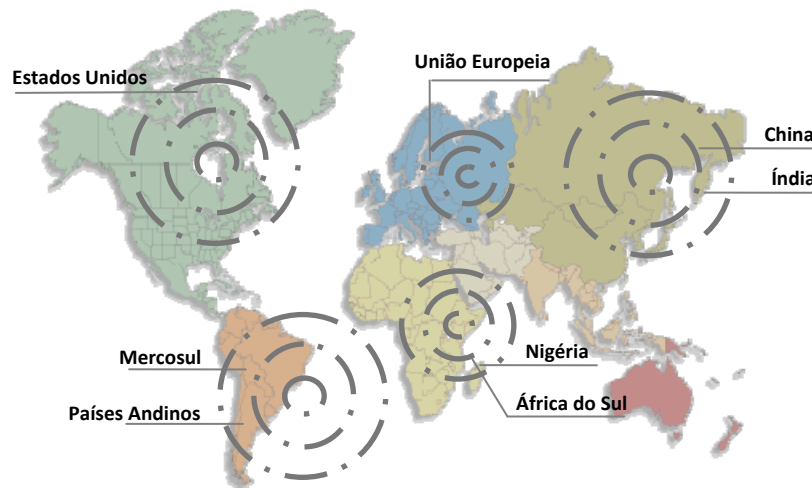 União Europeia
Estados Unidos
China
Índia
Mercosul
Nigéria
África do Sul
Países Andinos